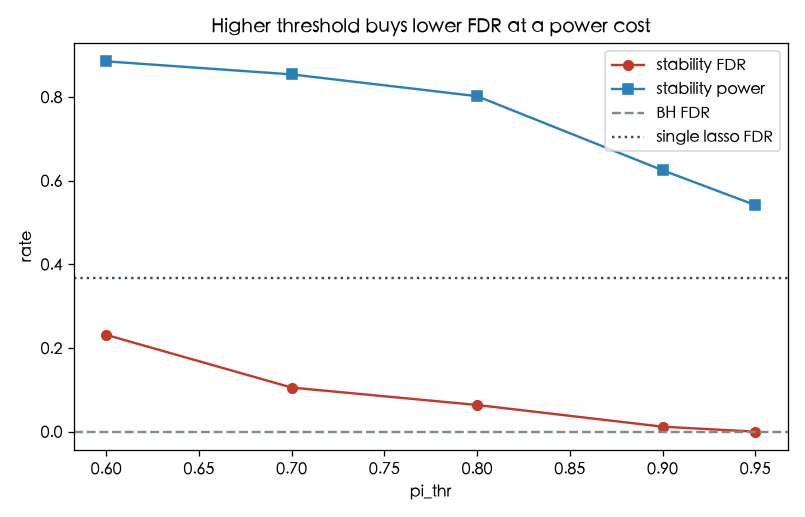 Higher threshold buys lower FDR at a power cost
stability FDR
stability power
BH FDR
single lasso FDR
rate
0.8
0.6
0.4
0.2
0.0
0.60 0.65 0.70 0.75 0.80 0.85 0.90 0.95
pi_thr